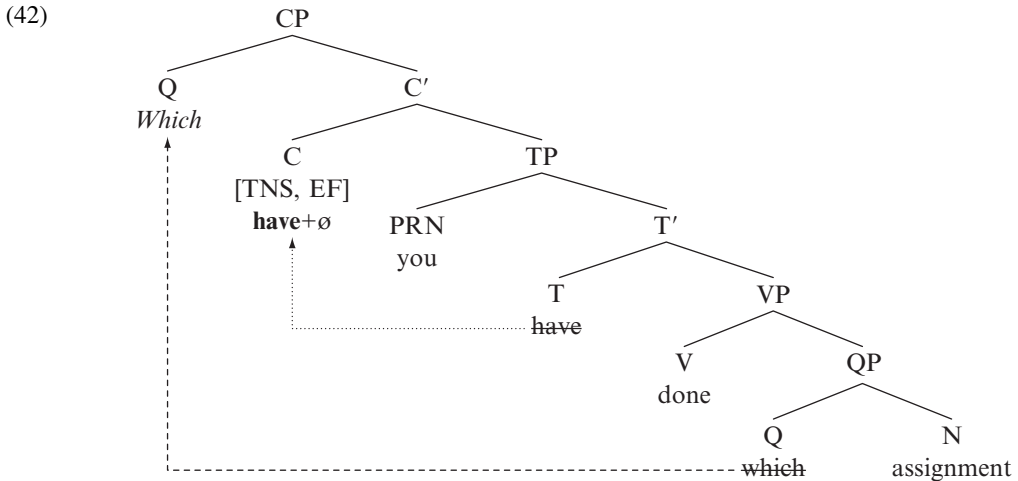 (42) CP
Q C′
Which
C TP
[TNS, EF]
have+ø PRN T′
you
T VP
have
V QP
done
Q N
which assignment